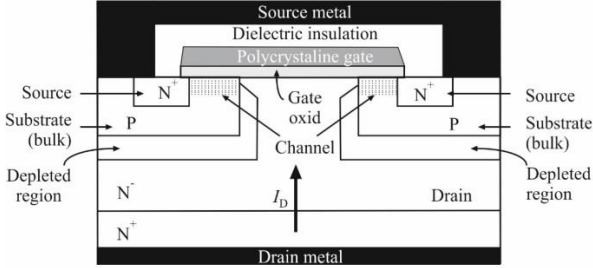 Source metal
Dielectric insulation
Polycrystaline gate
Source
N+
Gate
oxid
N+
Source
Substrate
(bulk)
P
Channel
P
Substrate
(bulk)
Depleted
region
Depleted
region
N-
ID
Drain
N+
Drain metal